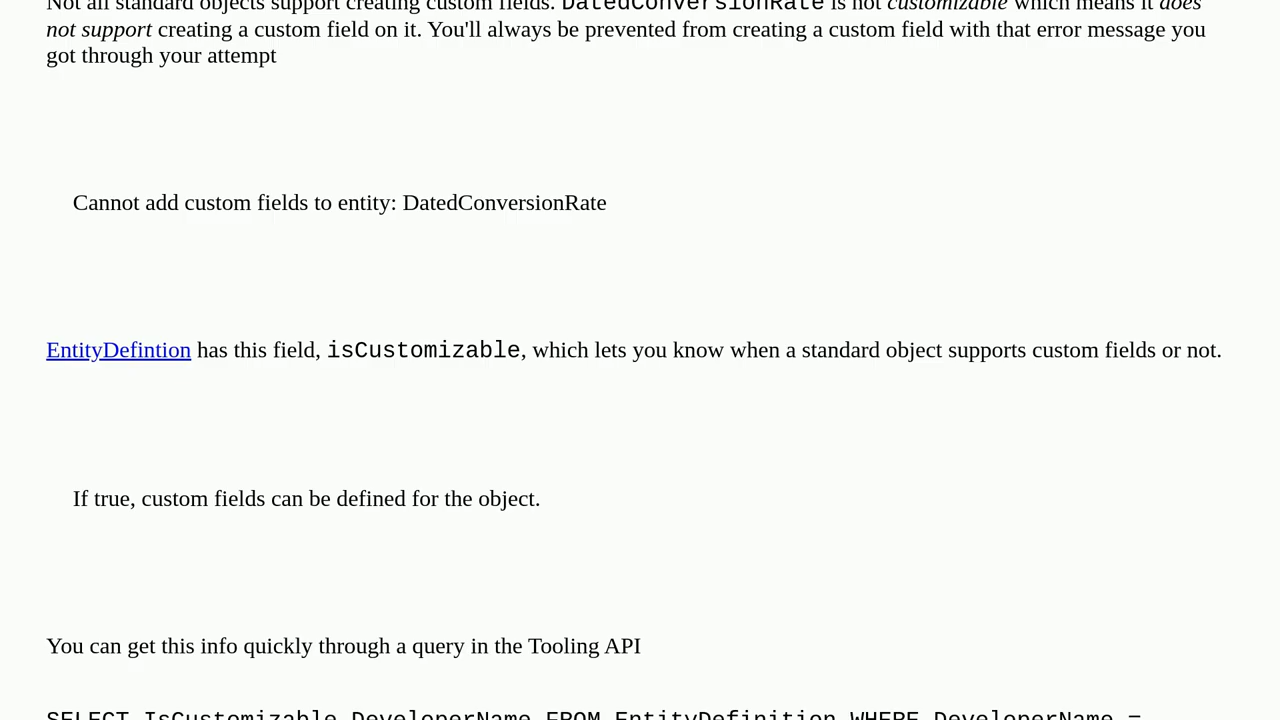 Not all standard objects support creating custom fields. DatedConversionRate is not customizable which means it does
not support creating a custom field on it. You'll always be prevented from creating a custom field with that error message you
got through your attempt
Cannot add custom fields to entity: DatedConversionRate
EntityDefintion has this field, isCustomizable, which lets you know when a standard object supports custom fields or not.
If true, custom fields can be defined for the object.
You can get this info quickly through a query in the Tooling API
SELECT IsCustomizable,DeveloperName FROM EntityDefinition WHERE DeveloperName =